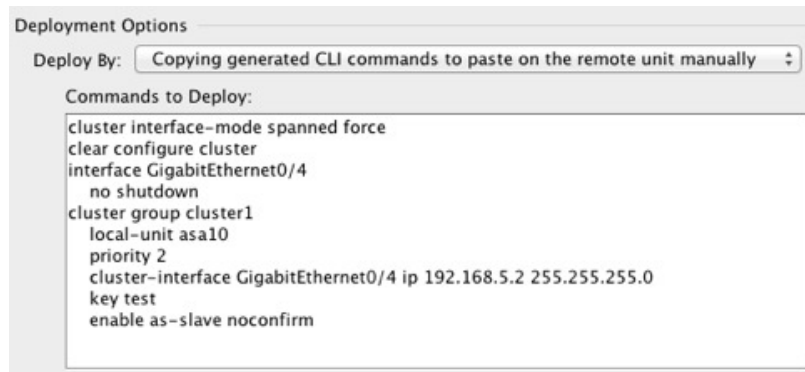 Deployment Options
Deploy By: Copying generated CLI commands to paste on the remote unit manually
Commands to Deploy:
cluster interface-mode spanned force
clear configure cluster
interface GigabitEthernet0/4
no shutdown
cluster group cluster1
local-unit asa10
priority 2
cluster-interface GigabitEthernet0/4 ip 192.168.5.2 255.255.255.0
key test
enable as-slave noconfirm